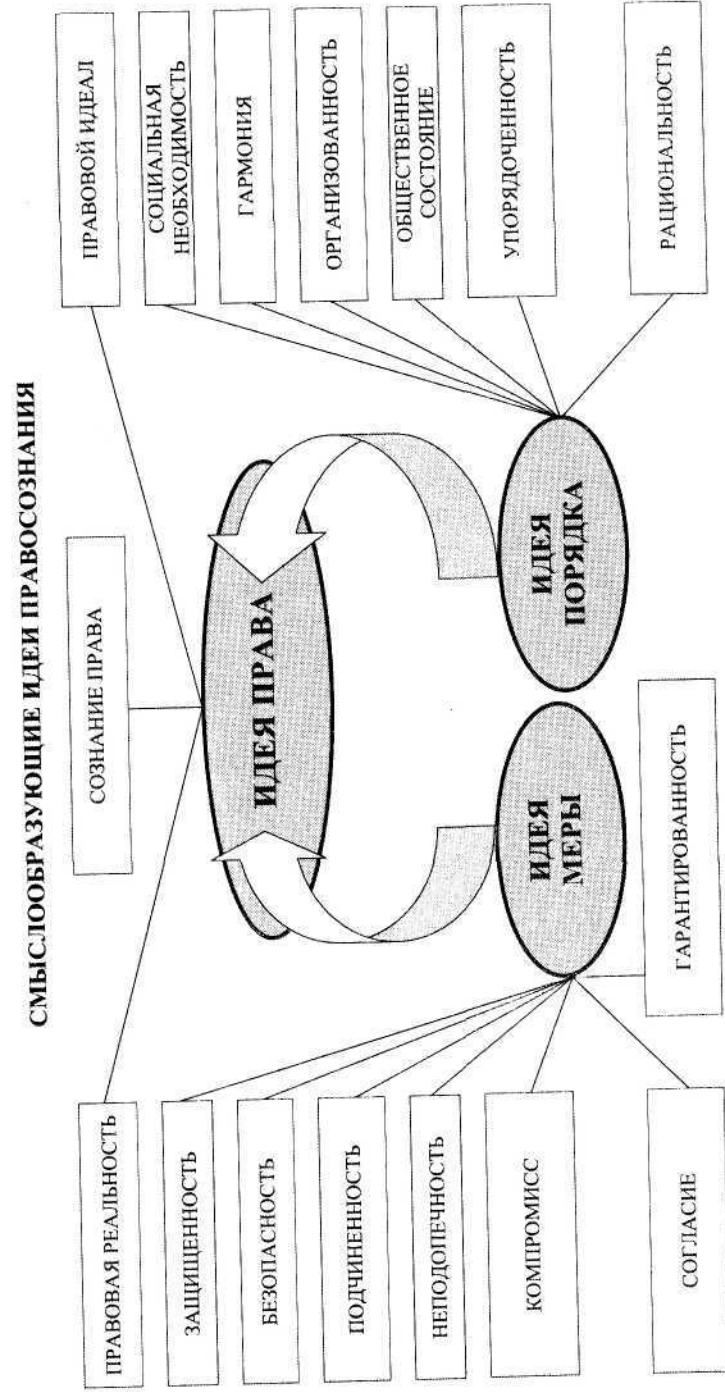 СМЫСЛООБРАЗУЮЩИЕ ИДЕИ ПРАВОСОЗНАНИЯ
ПРАВОВАЯ РЕАЛЬНОСТЬ
СОЗНАНИЕ ПРАВА
ПРАВОВОЙ ИДЕАЛ
ИДЕЯ ПРАВА
ЗАЩИЩЕННОСТЬ
БЕЗОПАСНОСТЬ
ПОДЧИНЕННОСТЬ
НЕПОДОПЕЧНОСТЬ
КОМПРОМИСС
СОГЛАСИЕ
ГАРАНТИРОВАННОСТЬ
ИДЕЯ
МЕРЫ
ИДЕЯ
ПОРЯДКА
СОЦИАЛЬНАЯ
НЕОБХОДИМОСТЬ
ГАРМОНИЯ
ОРГАНИЗОВАННОСТЬ
ОБЩЕСТВЕННОЕ
СОСТОЯНИЕ
УПОРЯДОЧЕННОСТЬ
РАЦИОНАЛЬНОСТЬ